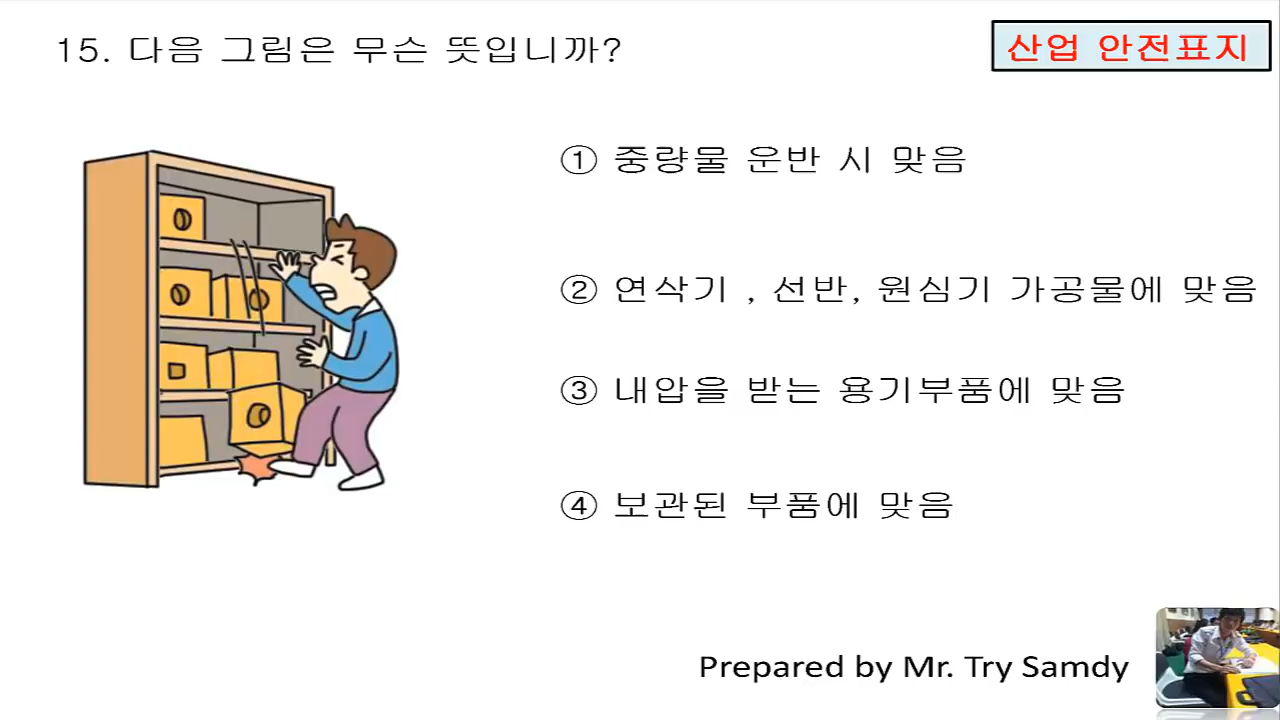 15. 다음 그림은 무슨 뜻입니까?
산업 안전표지
① 중량물 운반 시 맞음
② 연삭기 , 선반, 원심기 가공물에 맞음
③ 내압을 받는 용기부품에 맞음
④ 보관된 부품에 맞음
Prepared by Mr. Try Samdy